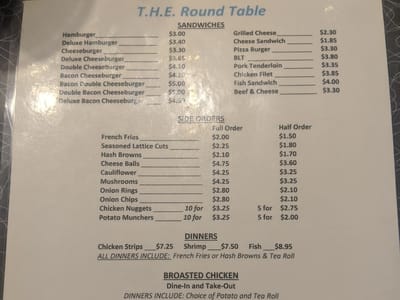 T.H.E. Round Table
SANDWICHES
Hamburger $3.00 Grilled Cheese $2.30
Deluxe Hamburger $3.40 Cheese Sandwich $1.85
Cheeseburger $3.30 Pizza Burger $3.30
Deluxe Cheeseburger BLT $3.80
Double Cheeseburger $4.10 Pork Tenderloin $3.35
Bacon Cheeseburger Chicken Filet $3.85
Bacon Double Cheeseburger $5.00 Fish Sandwich $4.00
Double Bacon Cheeseburger $5.00 Beef & Cheese $3.30
Deluxe Bacon Cheeseburger
SIDE ORDERS
Full Order Half Order
French Fries $2.00 $1.50
Seasoned Lattice Cuts $2.25 $1.80
Hash Browns $2.10 $1.70
Cheese Balls $4.75 $3.60
Cauliflower $4.25 $3.25
Mushrooms $4.25 $3.25
Onion Rings $2.80 $2.10
Onion Chips $2.80 $2.10
Chicken Nuggets 10 for $3.25 5 for $2.75
Potato Munchers 10 for $3.25 5 for $2.00
DINNERS
Chicken Strips $7.25 Shrimp $7.50 Fish $8.95
ALL DINNERS INCLUDE: French Fries or Hash Browns & Tea Roll
BROASTED CHICKEN
Dine-In and Take-Out
DINNERS INCLUDE: Choice of Potato and Tea Roll